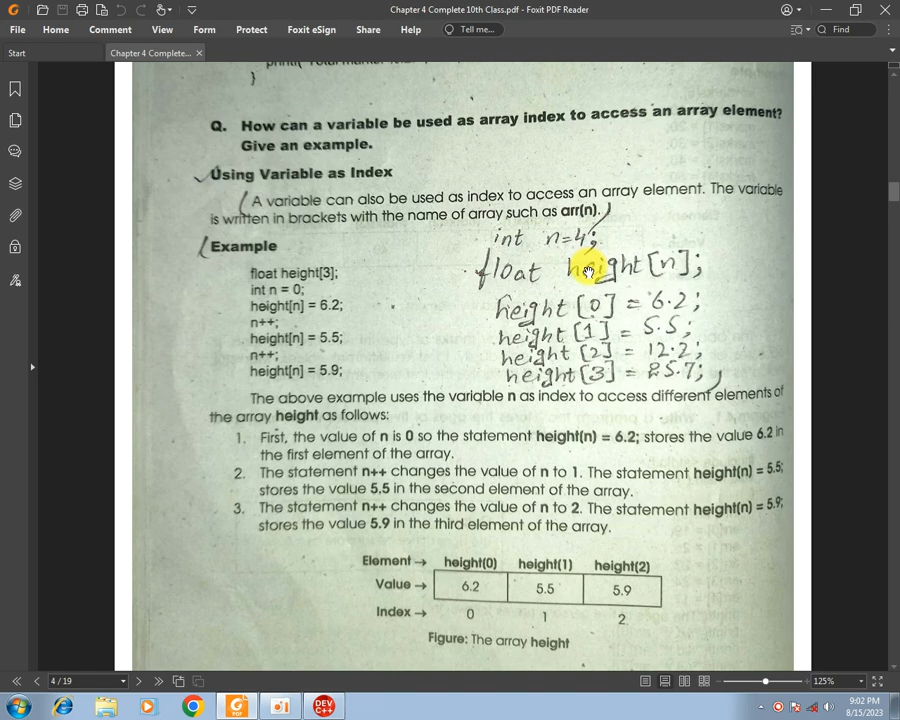 Chapter 4 Complete 10th Class.pdf - Foxit PDF Reader
File Home Comment View Form Protect Foxit eSign Share Help Tell me... Find
Start Chapter 4 Complete...
}
Q. How can a variable be used as array index to access an array element?
Give an example.
Using Variable as Index
A variable can also be used as index to access an array element. The variable
is written in brackets with the name of array such as arr(n).
int n=4;
Example
float height[n];
float height[3];
int n = 0;
height[n] = 6.2;
height[0] = 6.2;
n++;
height[1] = 5.5;
height[n] = 5.5;
height[2] = 12.2;
n++;
height[3] = 25.7;
height[n] = 5.9;
The above example uses the variable n as index to access different elements of
the array height as follows:
1. First, the value of n is 0 so the statement height(n) = 6.2; stores the value 6.2 in
the first element of the array.
2. The statement n++ changes the value of n to 1. The statement height(n) = 5.5;
stores the value 5.5 in the second element of the array.
3. The statement n++ changes the value of n to 2. The statement height(n) = 5.9;
stores the value 5.9 in the third element of the array.
Element → height(0) height(1) height(2)
Value → 6.2 5.5 5.9
Index → 0 1 2
Figure: The array height
4 / 19 125%
DEV C++
9:02 PM
8/15/2023